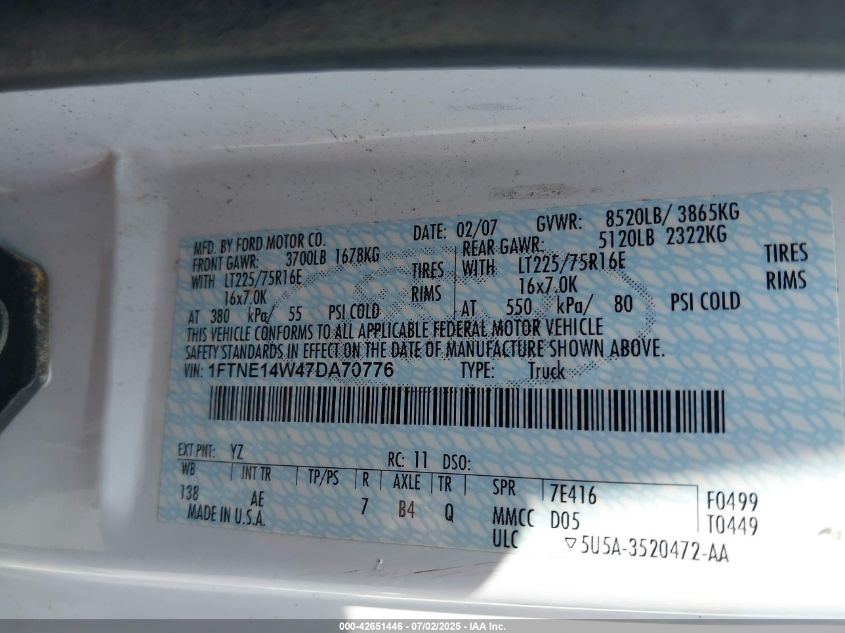 MFD. BY FORD MOTOR CO.
DATE: 02/07 GVWR: 8520LB/ 3865KG
FRONT GAWR: 3700LB 1678KG
REAR GAWR: 5120LB 2322KG
WITH LT225/75R16E TIRES
WITH LT225/75R16E TIRES
16x7.0K RIMS
16x7.0K RIMS
AT 380 kPa/ 55 PSI COLD
AT 550 kPa/ 80 PSI COLD
THIS VEHICLE CONFORMS TO ALL APPLICABLE FEDERAL MOTOR VEHICLE
SAFETY STANDARDS IN EFFECT ON THE DATE OF MANUFACTURE SHOWN ABOVE.
VIN: 1FTNE14W47DA70776 TYPE: Truck
EXT PNT: YZ RC: 11 DSO:
WB INT TR TP/PS R AXLE TR SPR 7E416 F0499
138 AE 7 B4 Q MMCC D05 T0449
MADE IN U.S.A. ULC ▽5U5A-3520472-AA
000-42651446 - 07/02/2025 - IAA Inc.